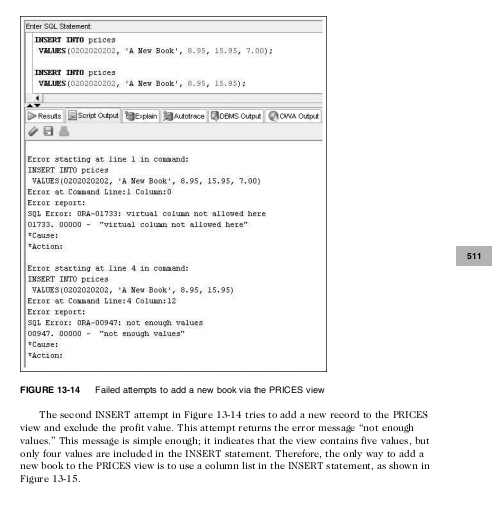 Enter SQL Statement:
INSERT INTO prices
VALUES(0202020202, 'A New Book', 8.95, 15.95, 7.00);
INSERT INTO prices
VALUES(0202020202, 'A New Book', 8.95, 15.95);
Results Script Output Explain Autotrace DBMS Output OWA Output
Error starting at line 1 in command:
INSERT INTO prices
VALUES(0202020202, 'A New Book', 8.95, 15.95, 7.00)
Error at Command Line:1 Column:0
Error report:
SQL Error: ORA-01733: virtual column not allowed here
01733. 00000 - "virtual column not allowed here"
*Cause:
*Action:
Error starting at line 4 in command:
INSERT INTO prices
VALUES(0202020202, 'A New Book', 8.95, 15.95)
Error at Command Line:4 Column:12
Error report:
SQL Error: ORA-00947: not enough values
00947. 00000 - "not enough values"
*Cause:
*Action:
511
FIGURE 13-14 Failed attempts to add a new book via the PRICES view
The second INSERT attempt in Figure 13-14 tries to add a new record to the PRICES
view and exclude the profit value. This attempt returns the error message “not enough
values.” This message is simple enough; it indicates that the view contains five values, but
only four values are included in the INSERT statement. Therefore, the only way to add a
new book to the PRICES view is to use a column list in the INSERT statement, as shown in
Figure 13-15.